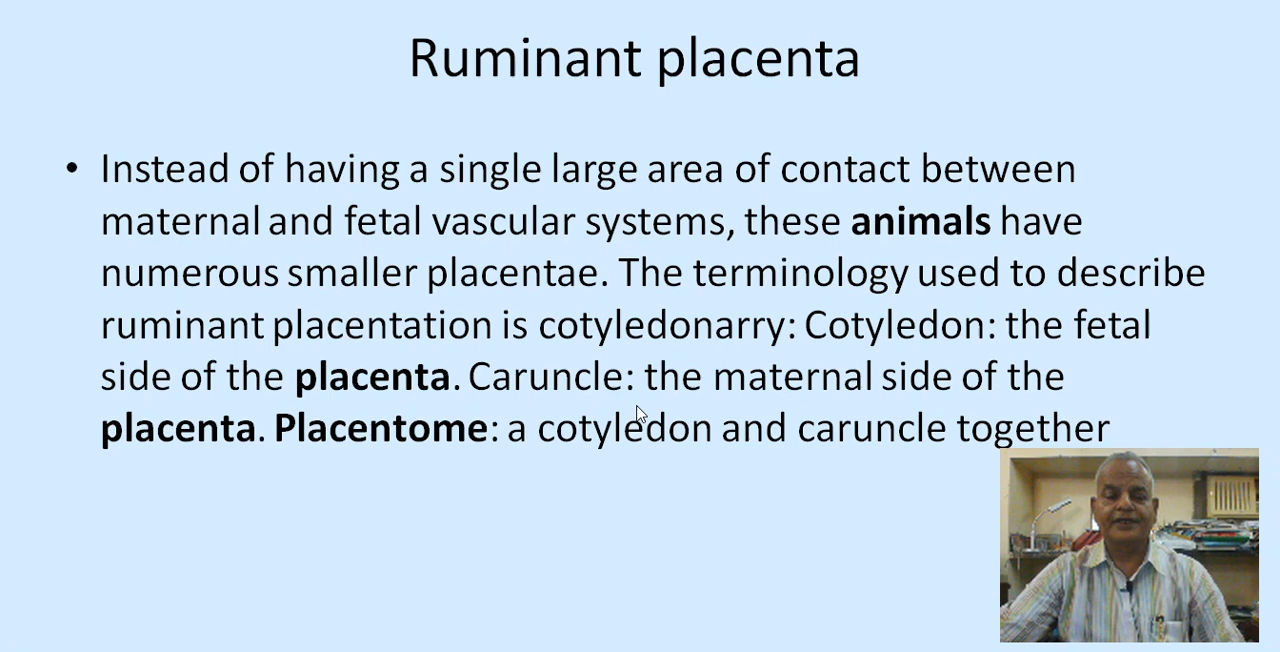 Ruminant placenta
• Instead of having a single large area of contact between
maternal and fetal vascular systems, these animals have
numerous smaller placentae. The terminology used to describe
ruminant placentation is cotyledonarry: Cotyledon: the fetal
side of the placenta. Caruncle: the maternal side of the
placenta. Placentome: a cotyledon and caruncle together